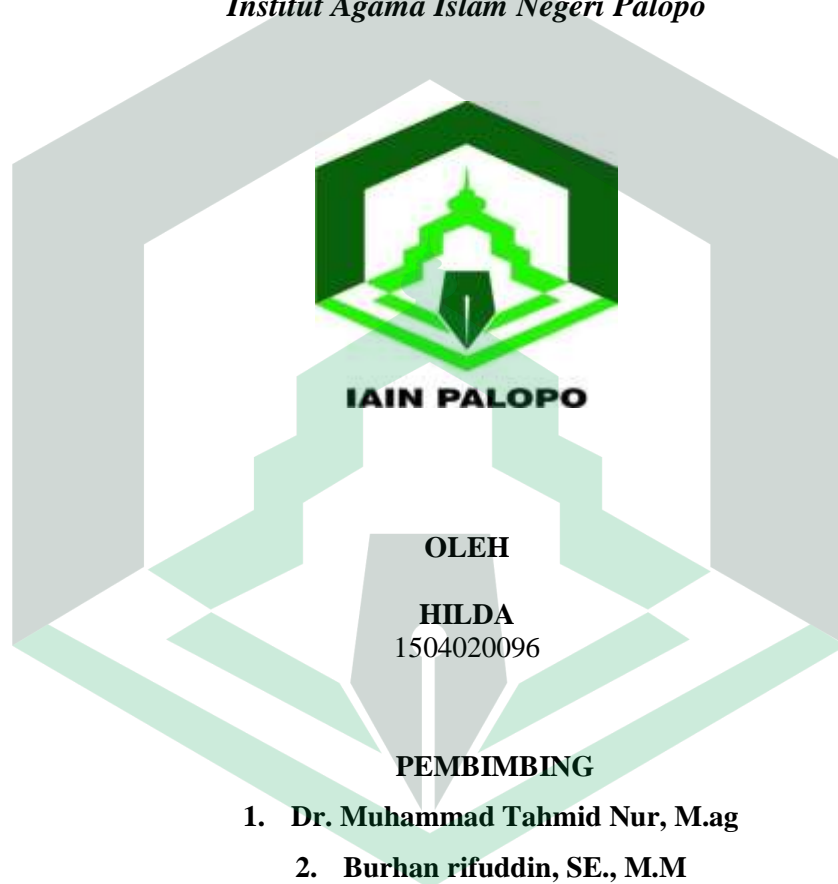 Institut Agama Islam Negeri Palopo
IAIN PALOPO
OLEH
HILDA
1504020096
PEMBIMBING
1. Dr. Muhammad Tahmid Nur, M.ag
2. Burhan rifuddin, SE., M.M